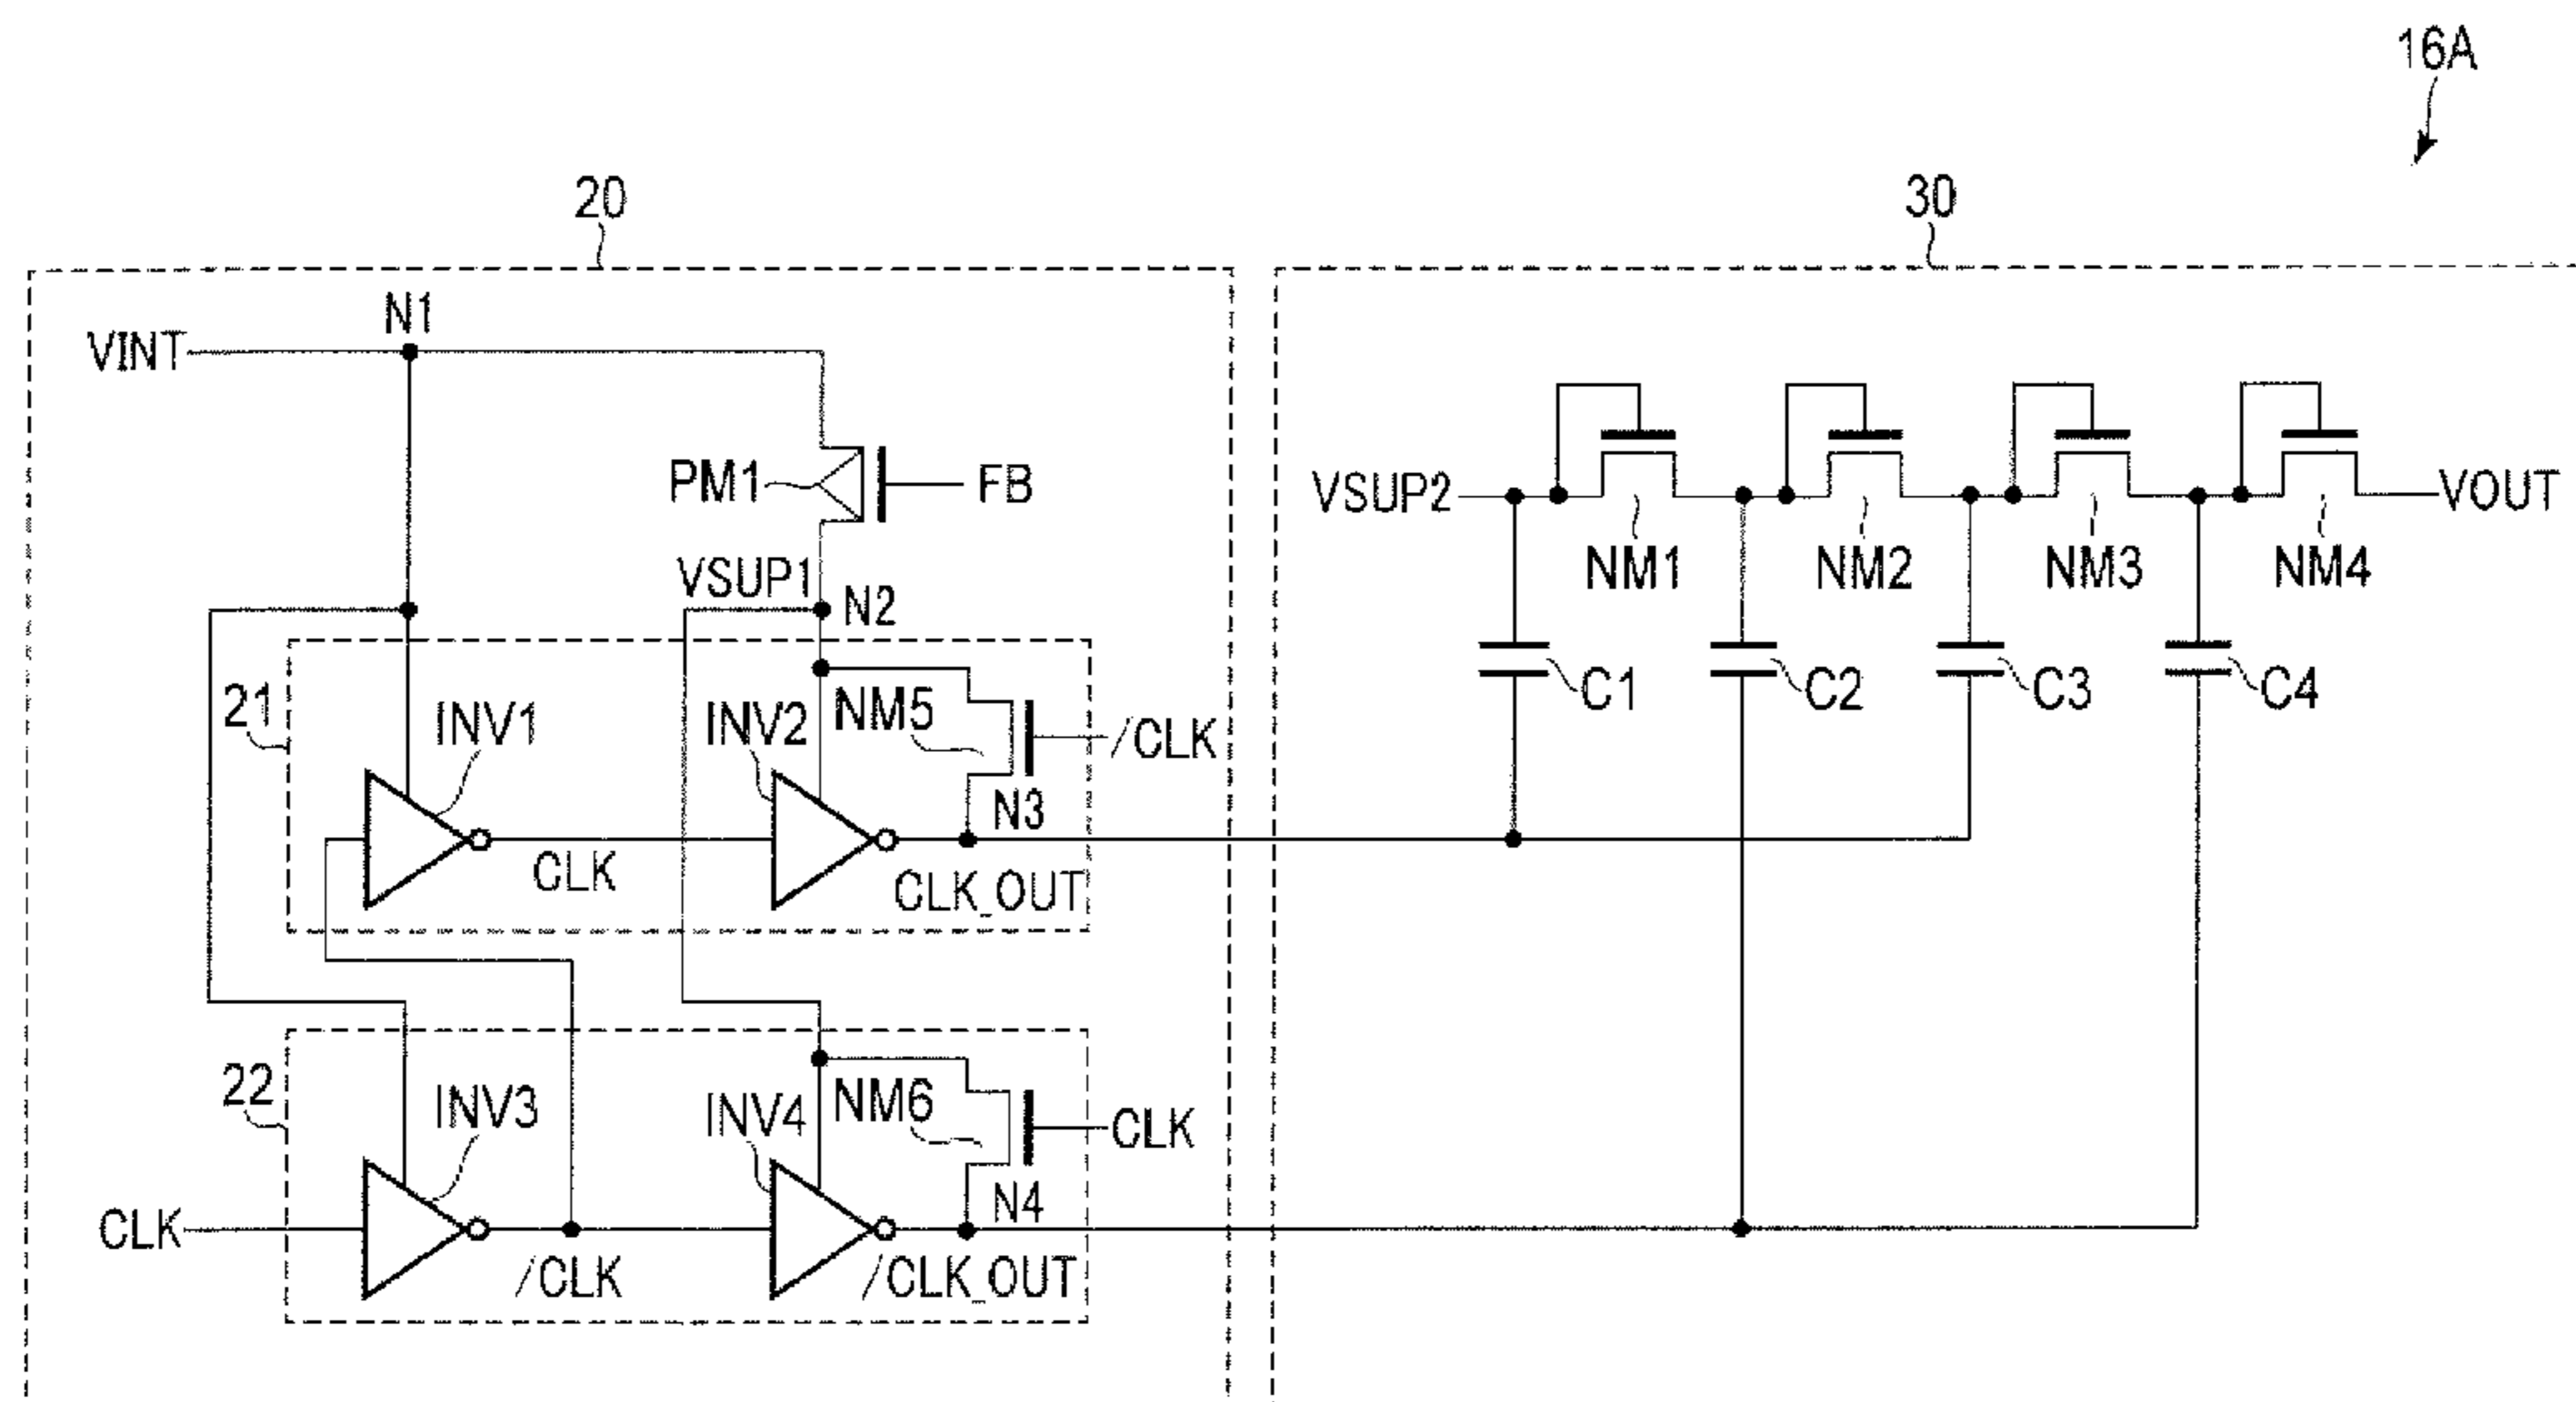 16A
20
30
N1
VINT
PM1
FB
VSUP2
VOUT
NM1
NM2
NM3
NM4
VSUP1
N2
21
INV1
INV2
NM5
/CLK
C1
C2
C3
C4
N3
CLK
CLK_OUT
22
INV3
INV4
NM6
CLK
CLK
N4
/CLK
/CLK_OUT